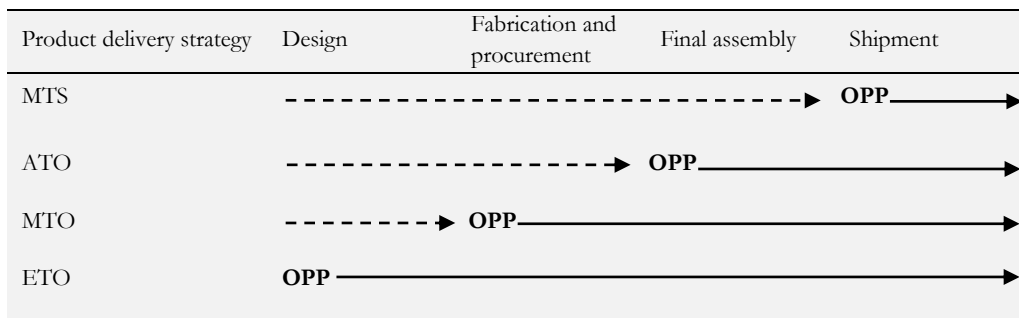 Product delivery strategy Design Fabrication and procurement Final assembly Shipment
MTS OPP
ATO OPP
MTO OPP
ETO OPP